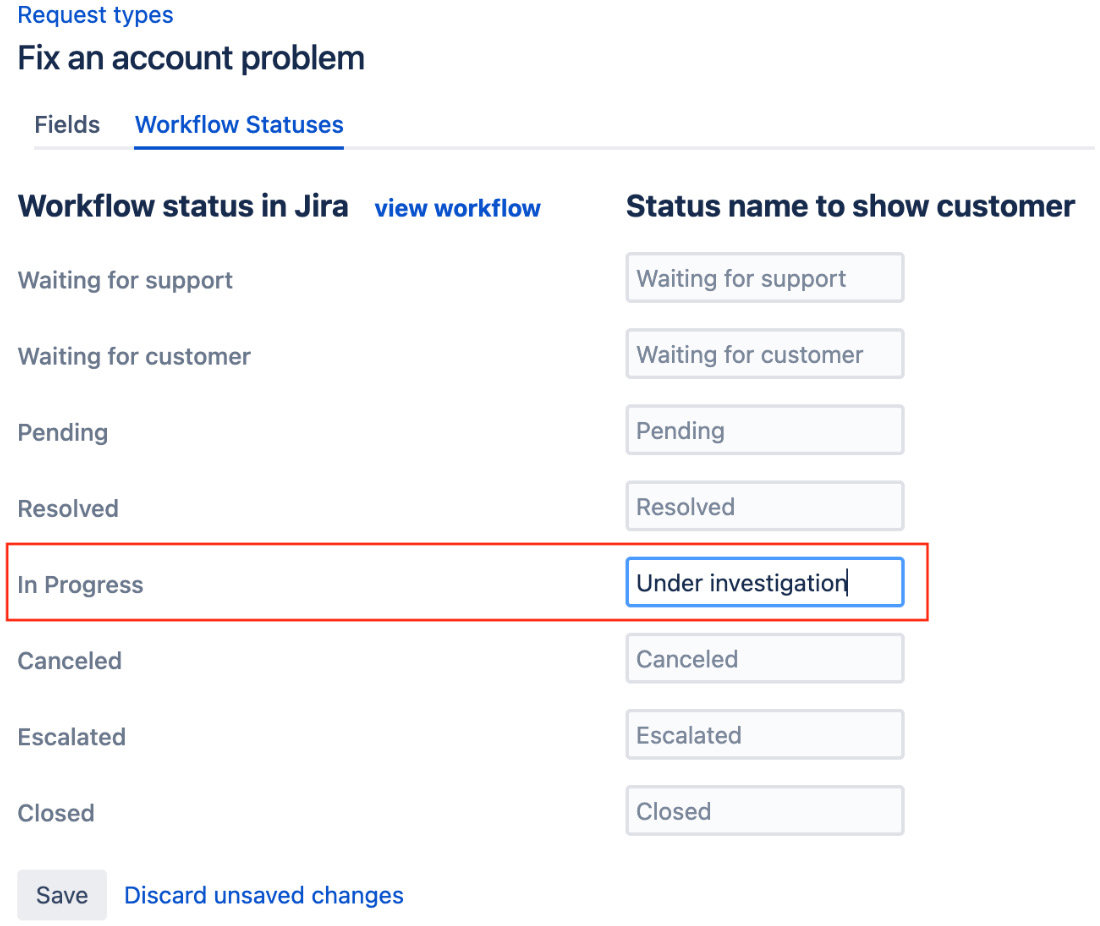 Request types
Fix an account problem
Fields Workflow Statuses
Workflow status in Jira view workflow Status name to show customer
Waiting for support Waiting for support
Waiting for customer Waiting for customer
Pending Pending
Resolved Resolved
In Progress Under investigation
Canceled Canceled
Escalated Escalated
Closed Closed
Save Discard unsaved changes